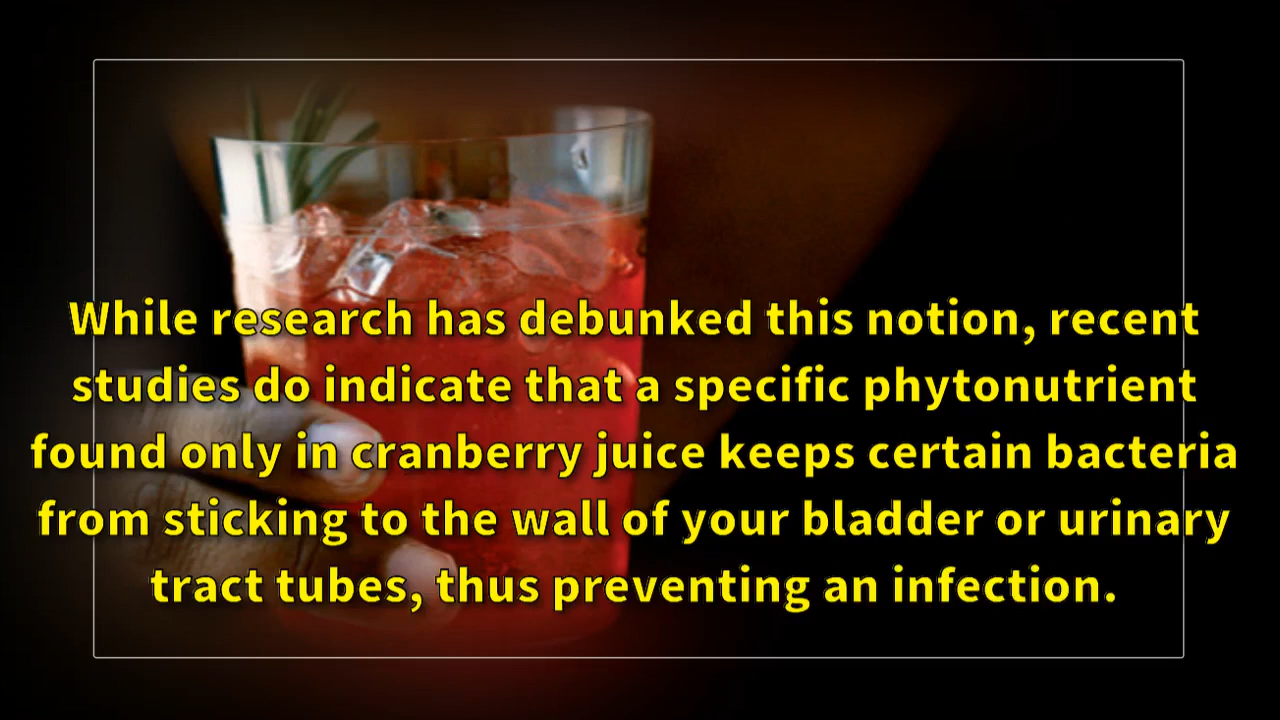 While research has debunked this notion, recent
studies do indicate that a specific phytonutrient
found only in cranberry juice keeps certain bacteria
from sticking to the wall of your bladder or urinary
tract tubes, thus preventing an infection.